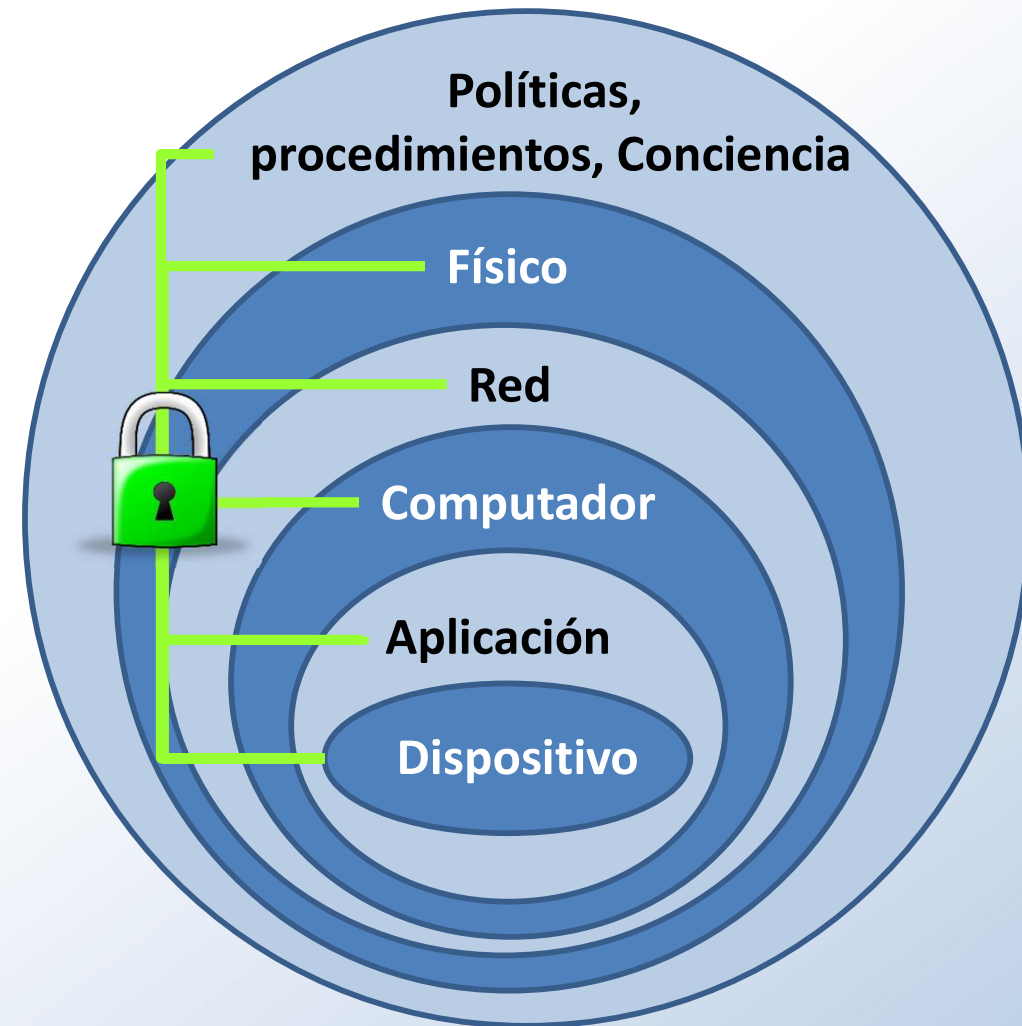 Políticas,
procedimientos, Conciencia
Físico
Red
Computador
Aplicación
Dispositivo